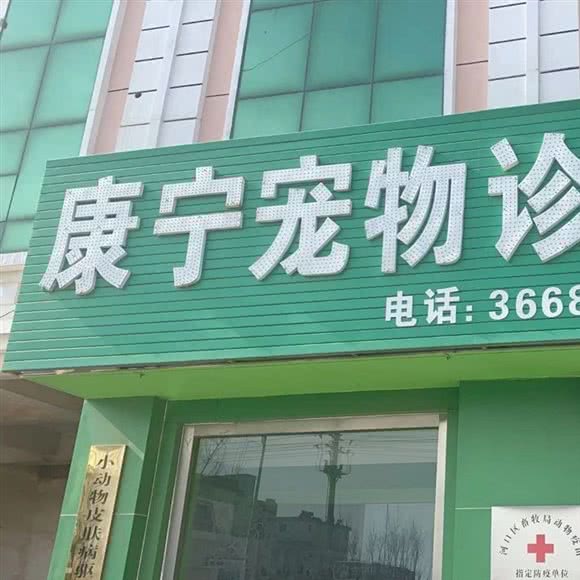 康宁宠物诊
电话：3668
小动物皮肤病
河口区畜牧局动物疫苗
指定防疫单位